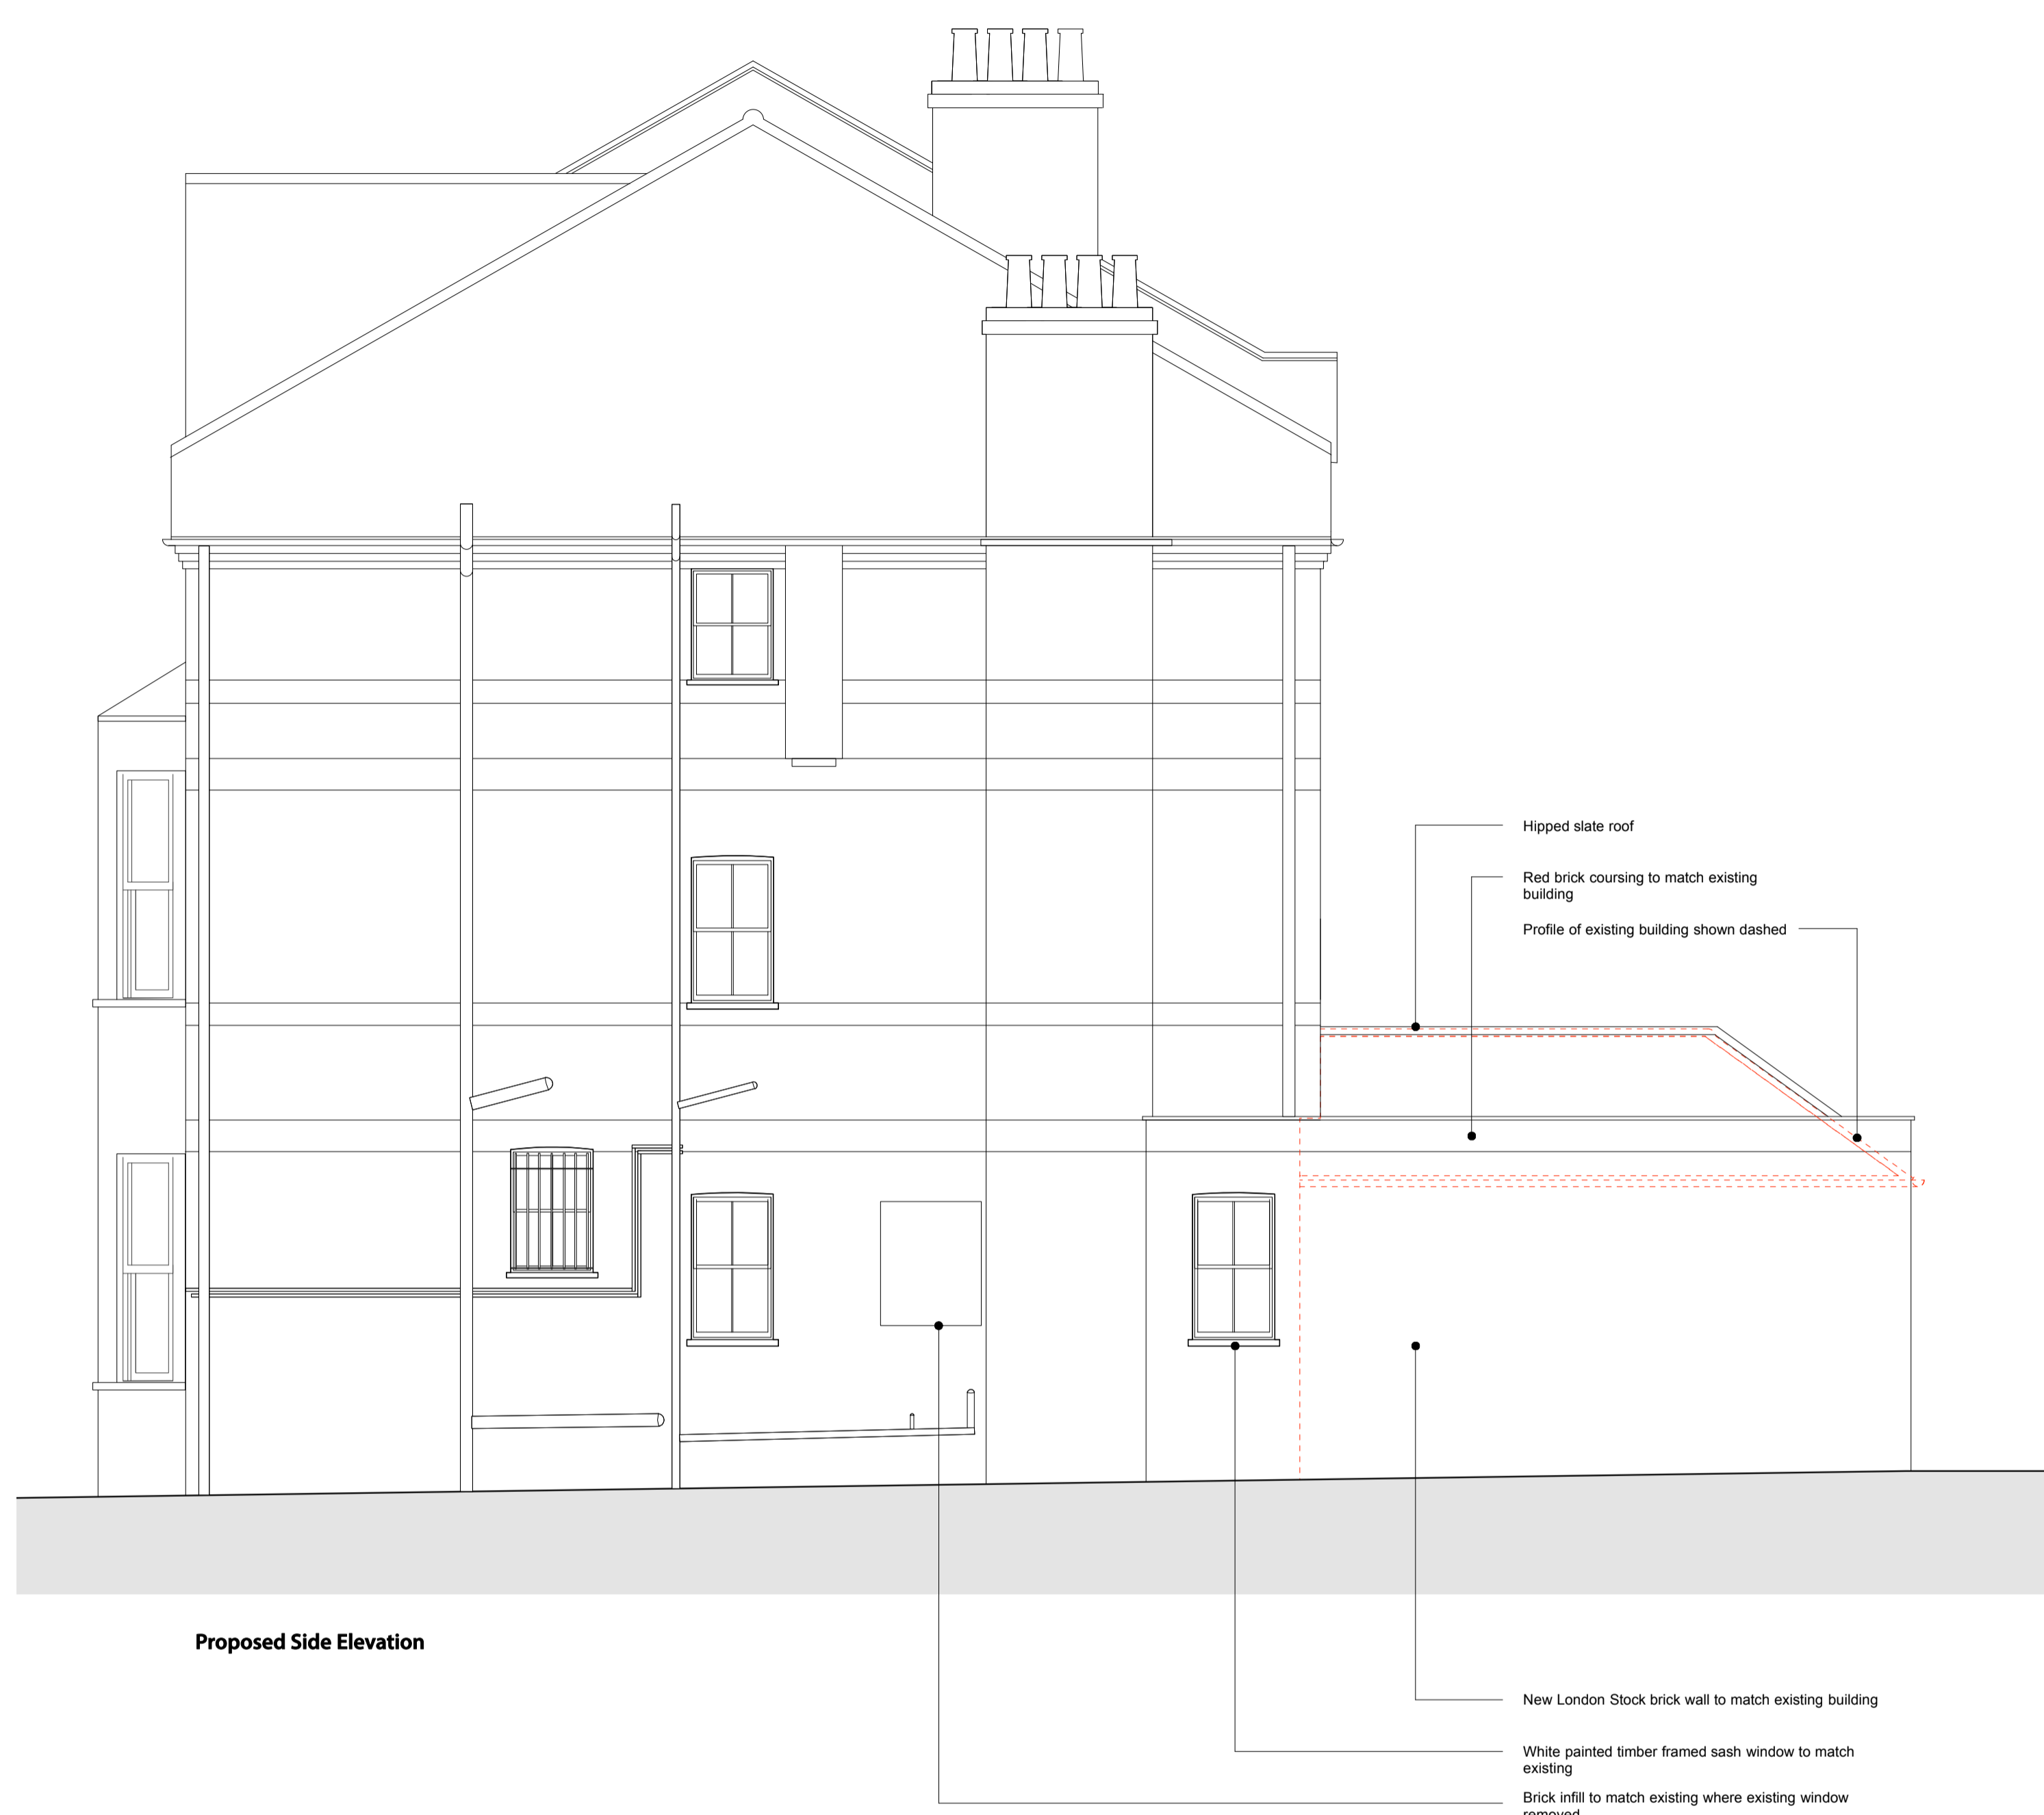 Hipped slate roof
Red brick coursing to match existing
building
Profile of existing building shown dashed
Proposed Side Elevation
New London Stock brick wall to match existing building
White painted timber framed sash window to match
existing
Brick infill to match existing where existing window
removed